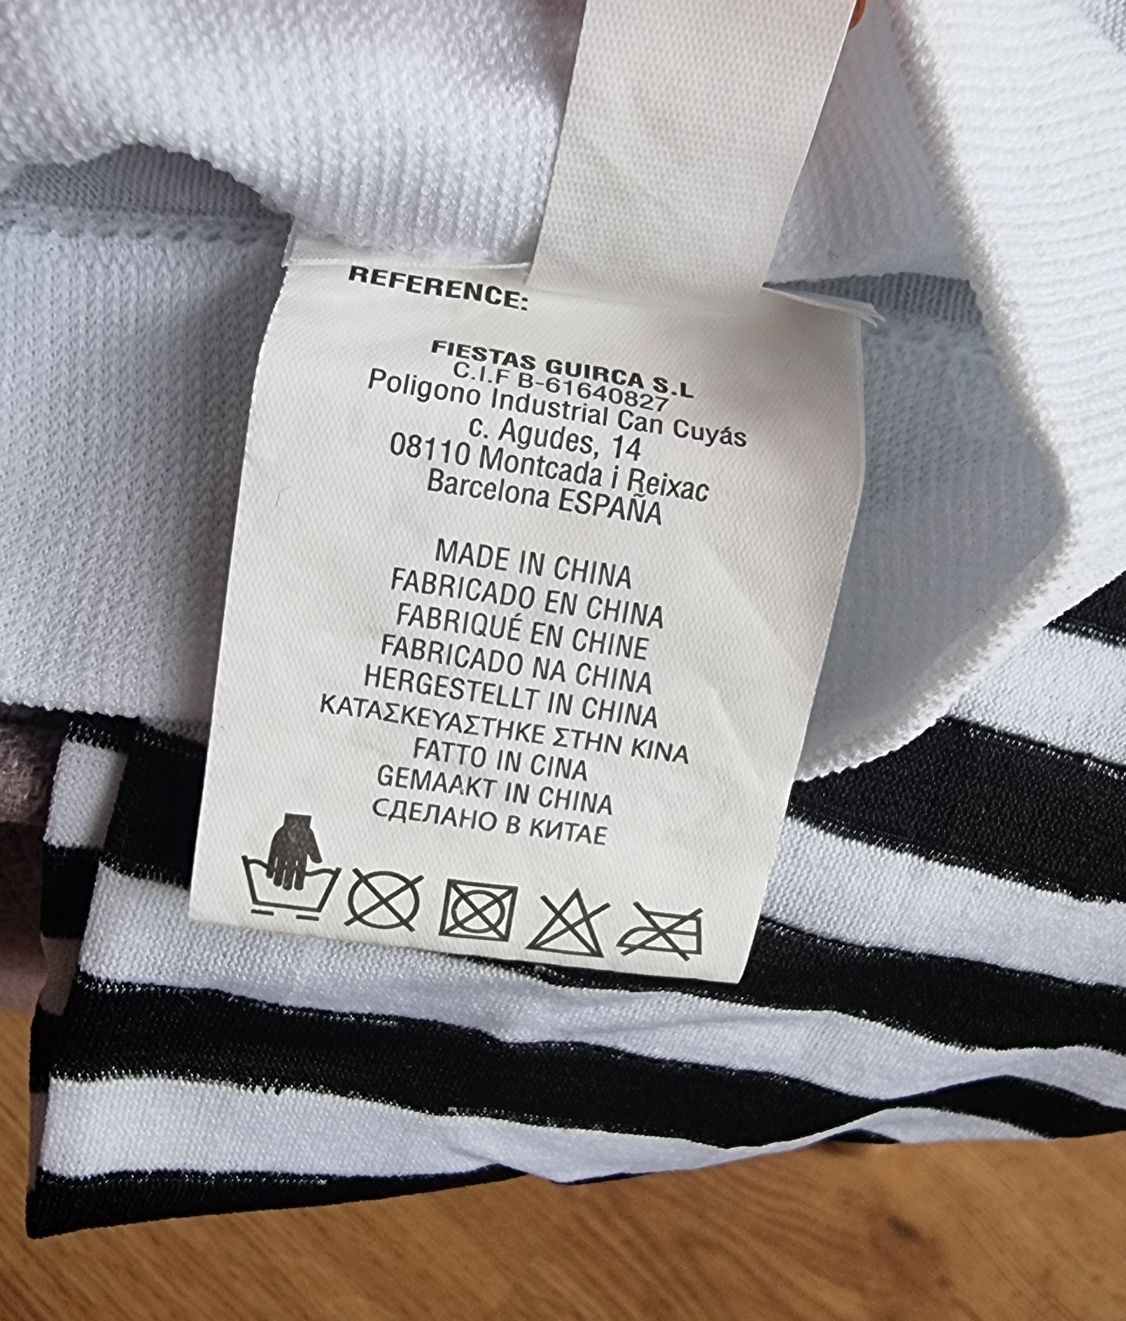 REFERENCE:
FIESTAS GUIRCA S.L
C.I.F B-61640827
Poligono Industrial Can Cuyás
c. Agudes, 14
08110 Montcada i Reixac
Barcelona ESPAÑA
MADE IN CHINA
FABRICADO EN CHINA
FABRIQUÉ EN CHINE
FABRICADO NA CHINA
HERGESTELLT IN CHINA
ΚΑΤΑΣΚΕΥΑΣΤΗΚΕ ΣΤΗΝ ΚΙΝΑ
FATTO IN CINA
GEMAAKT IN CHINA
СДЕЛАНО В КИТАЕ